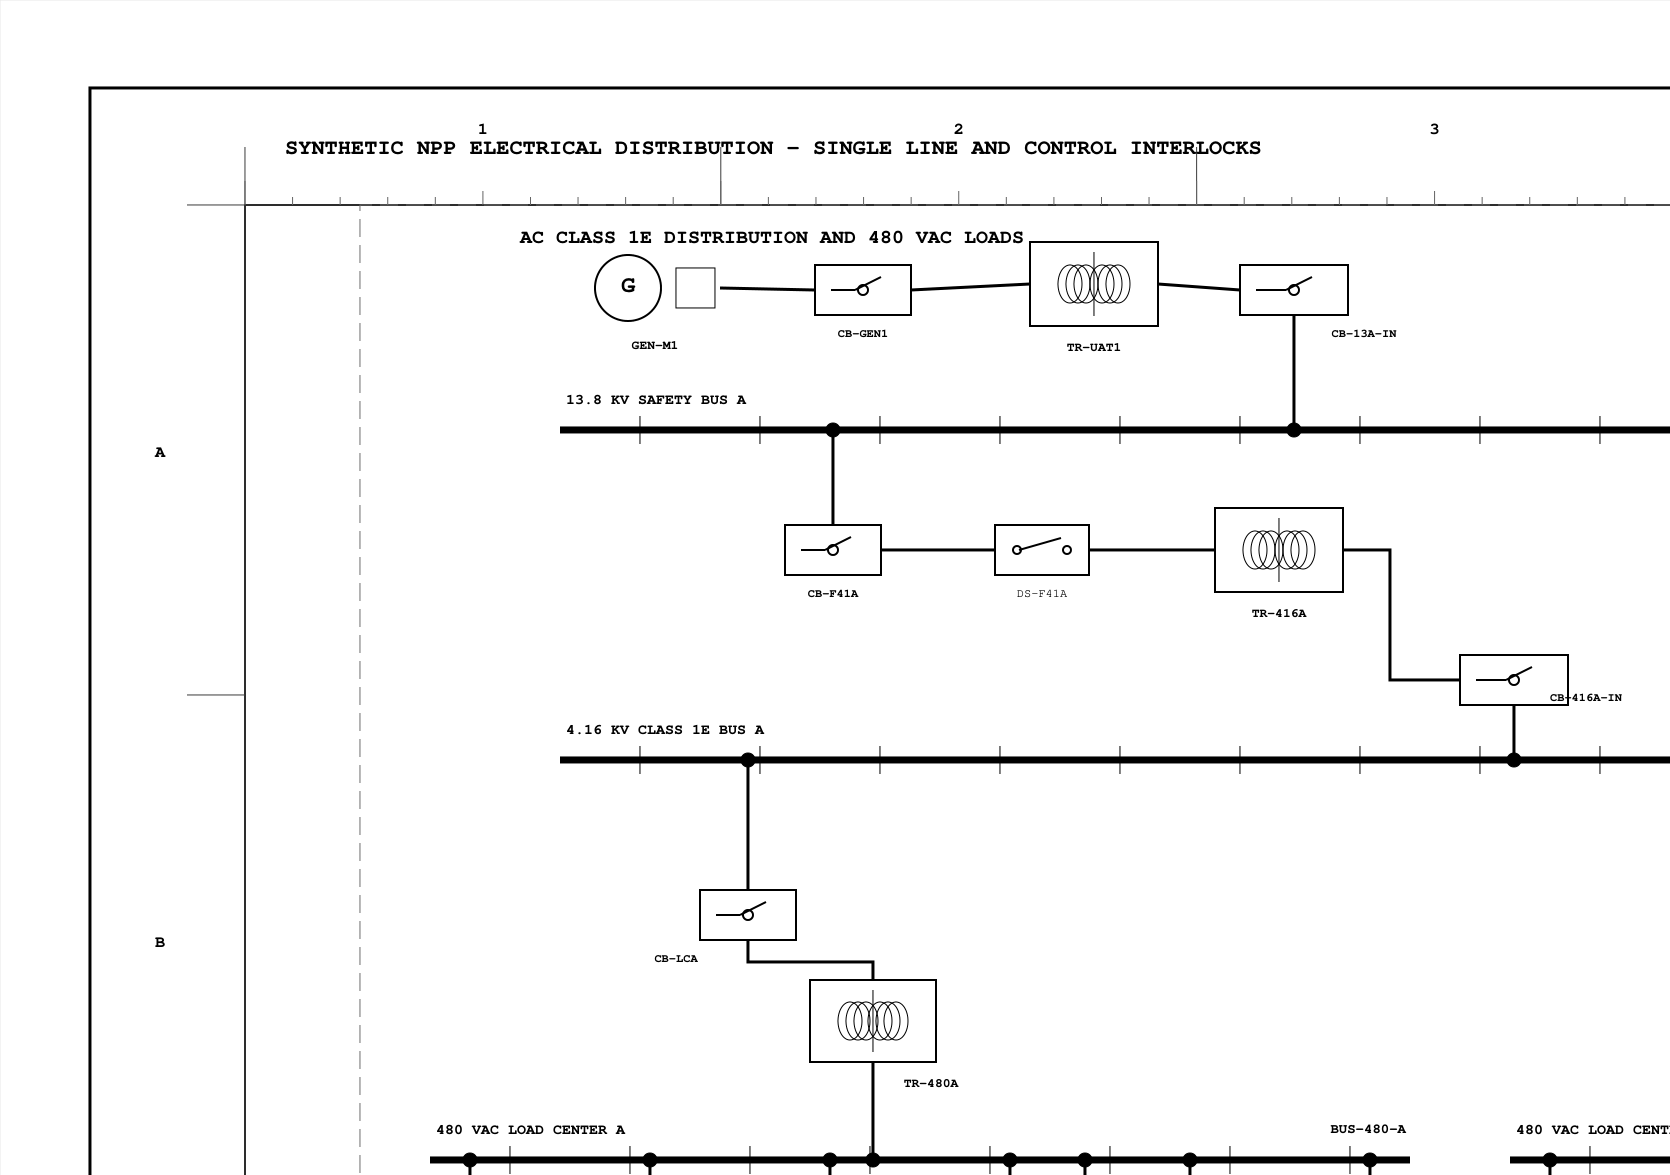 1 2 3
SYNTHETIC NPP ELECTRICAL DISTRIBUTION – SINGLE LINE AND CONTROL INTERLOCKS
AC CLASS 1E DISTRIBUTION AND 480 VAC LOADS
G
GEN-M1
CB-GEN1
TR-UAT1
CB-13A-IN
13.8 KV SAFETY BUS A
A
CB-F41A
DS-F41A
TR-416A
CB-416A-IN
4.16 KV CLASS 1E BUS A
B
CB-LCA
TR-480A
480 VAC LOAD CENTER A
BUS-480-A
480 VAC LOAD